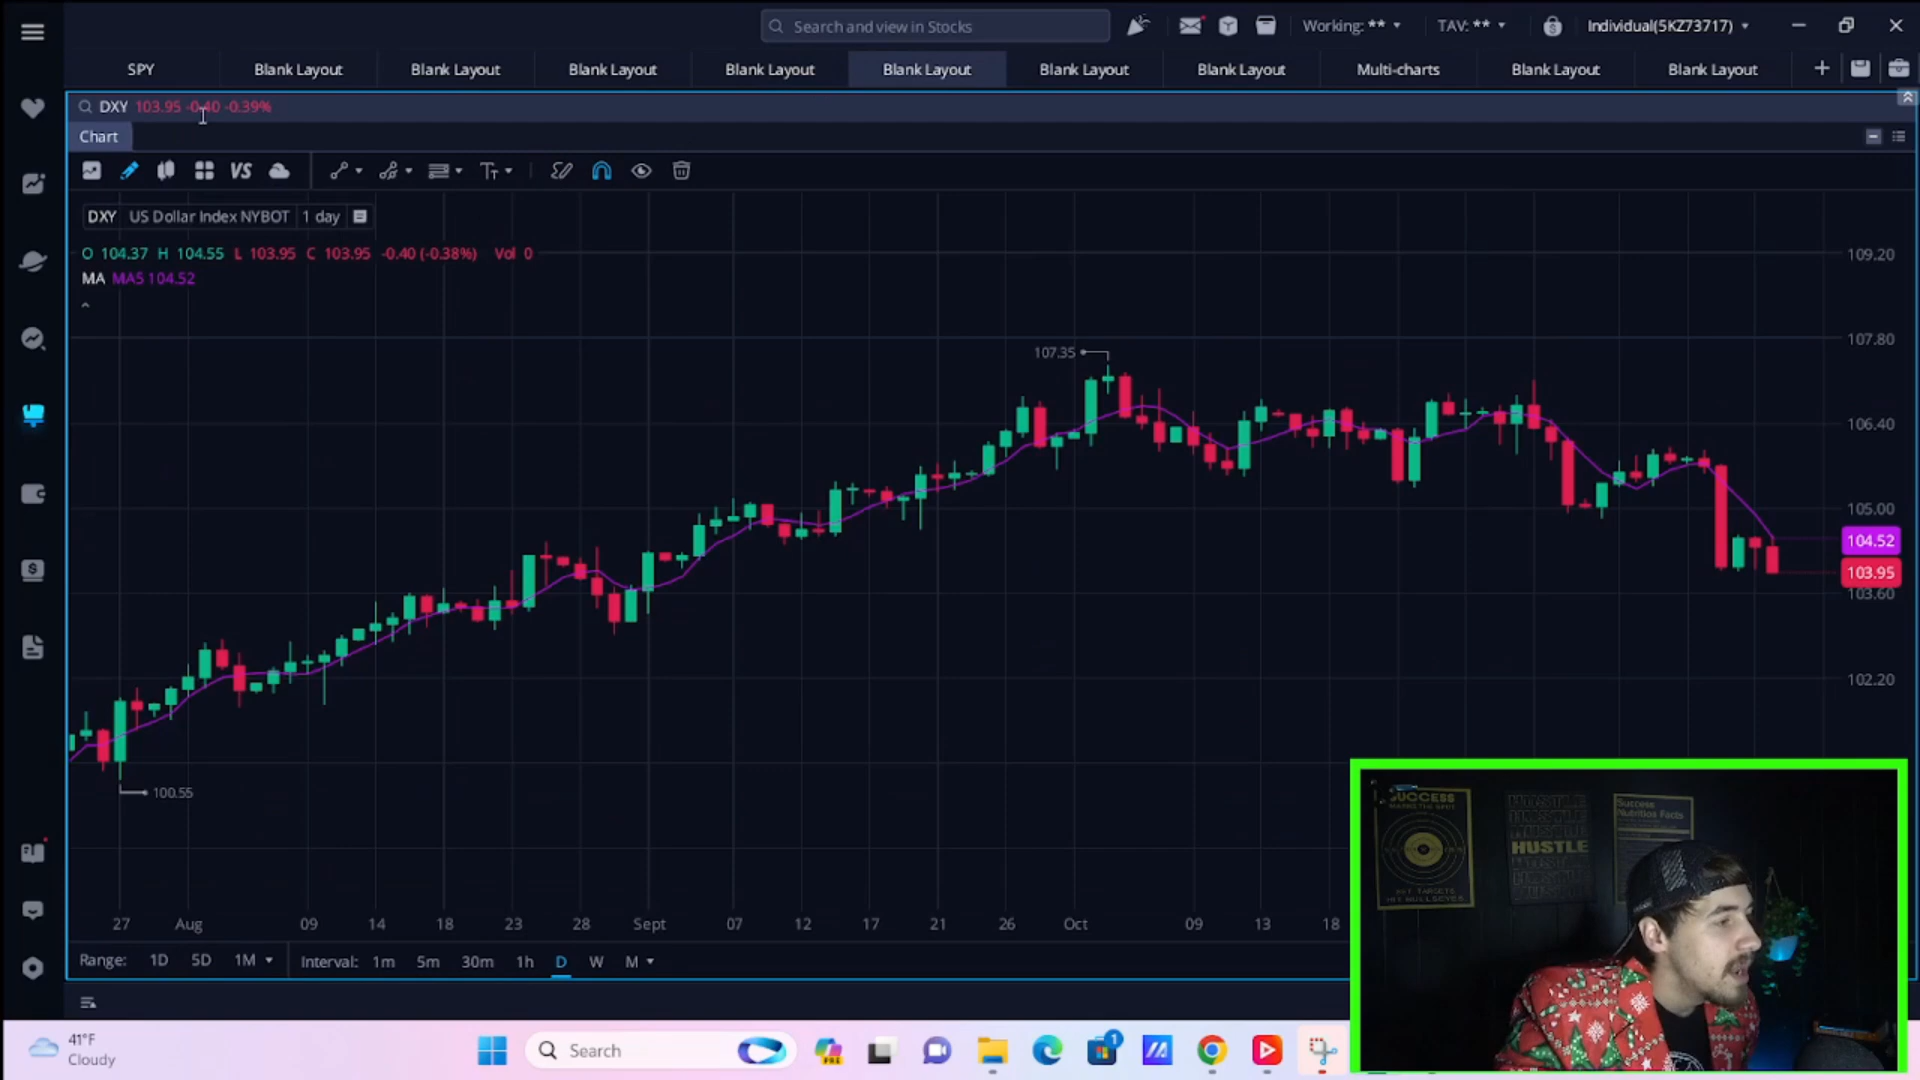 Search and view in Stocks
Working: **
TAV: **
Individual(5KZ73717)
SPY
Blank Layout
Blank Layout
Blank Layout
Blank Layout
Blank Layout
Blank Layout
Blank Layout
Multi-charts
Blank Layout
Blank Layout
DXY 103.95 -0.40 -0.39%
Chart
VS
DXY US Dollar Index NYBOT 1 day
O 104.37 H 104.55 L 103.95 C 103.95 -0.40 (-0.38%) Vol 0
MA MA5 104.52
109.20
107.80
107.35
106.40
105.00
104.52
103.95
103.60
102.20
100.55
27 Aug 09 14 18 23 28 Sept 07 12 17 21 26 Oct 09 13 18
Range: 1D 5D 1M Interval: 1m 5m 30m 1h D W M
SUCCESS
HUSTLE
HUSTLE
Success
Nutrition Facts
41°F
Cloudy
Search
PRE
1